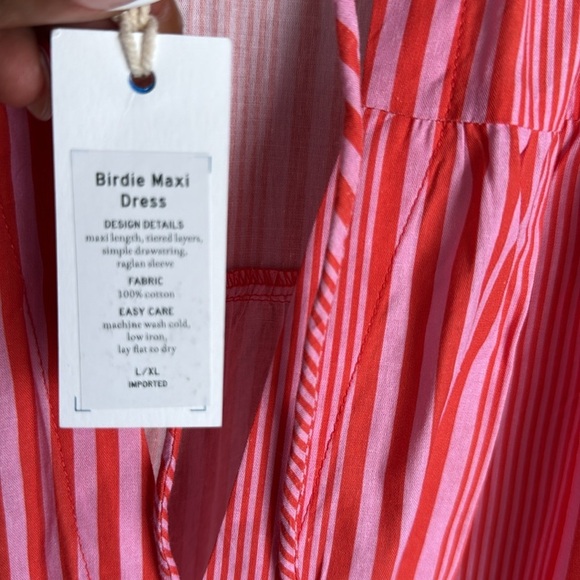 Birdie Maxi
Dress
DESIGN DETAILS
maxi length, tiered layers,
simple drawstring,
raglan sleeve
FABRIC
100% cotton
EASY CARE
machine wash cold,
low iron,
lay flat to dry
L/XL
IMPORTED